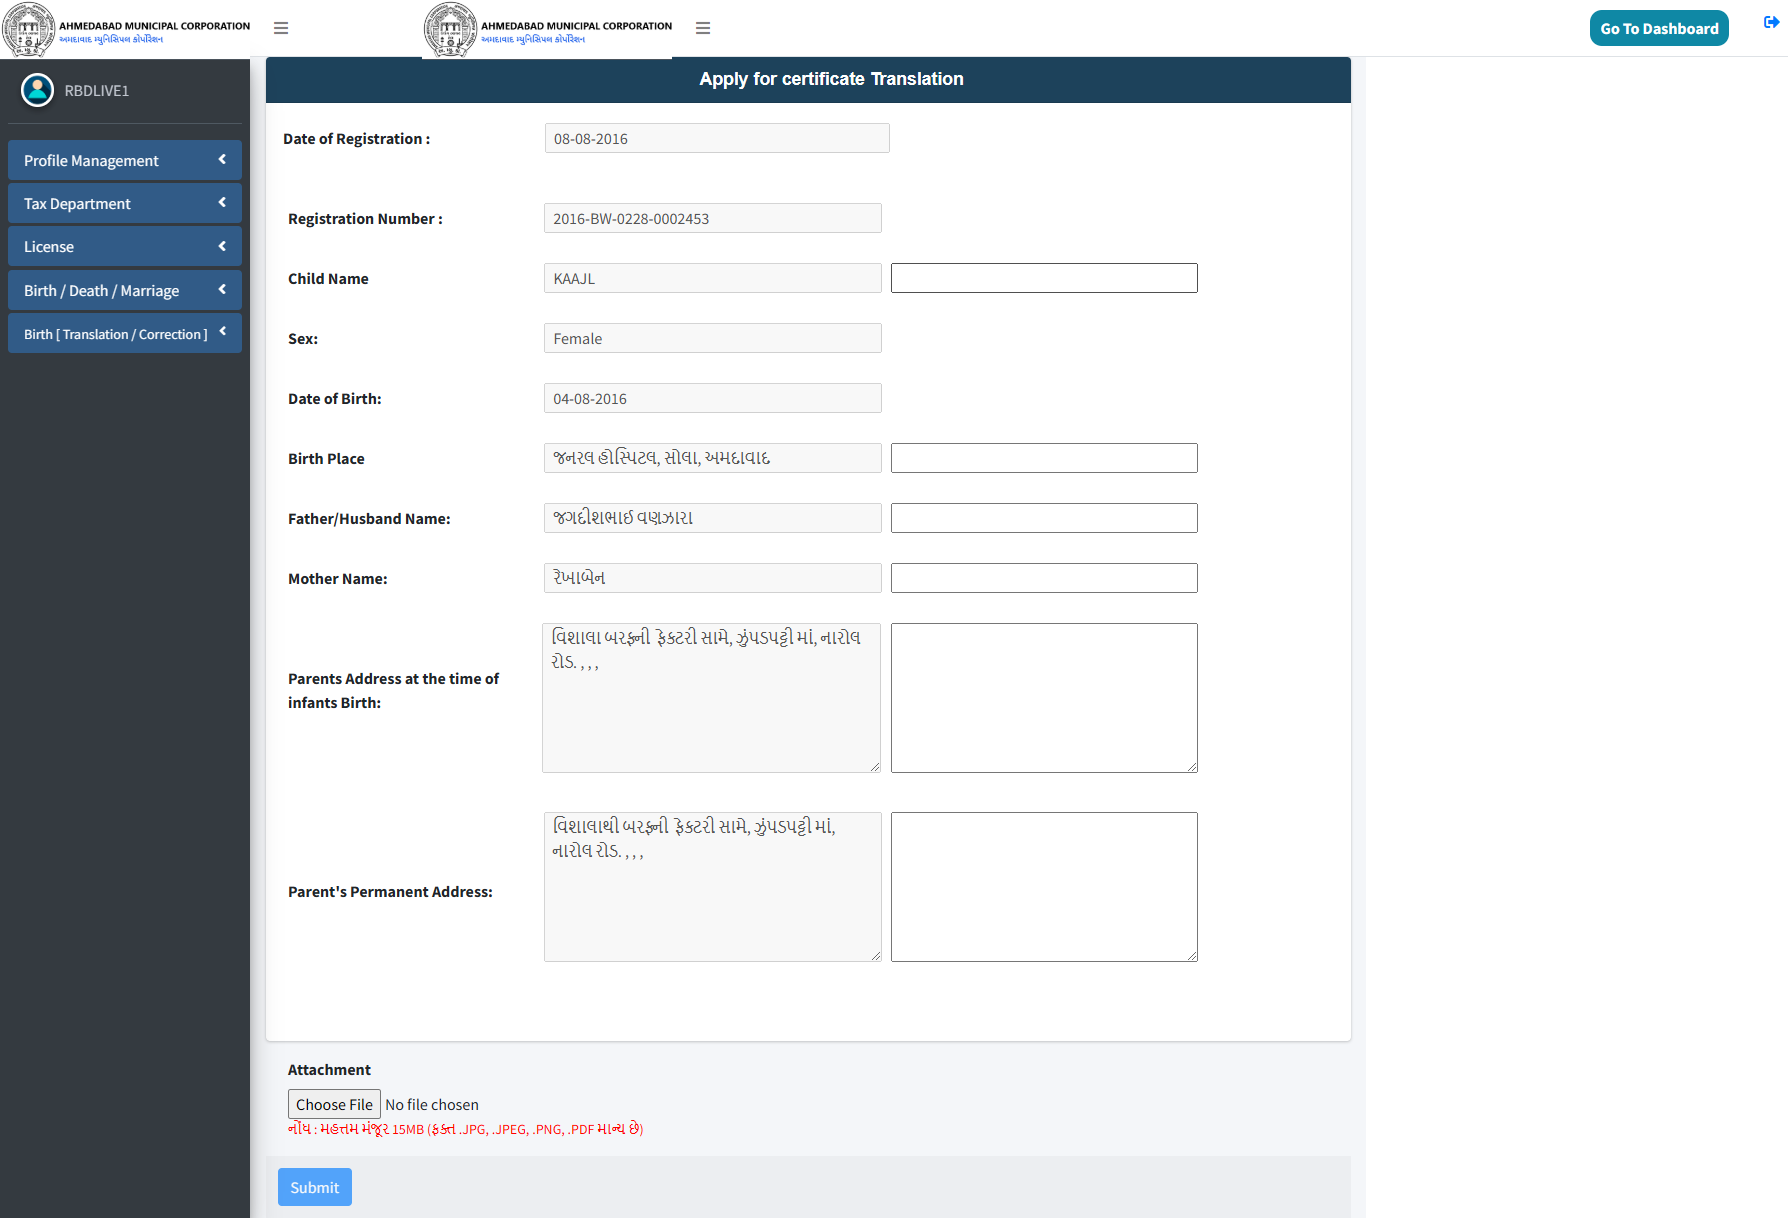 AHMEDABAD MUNICIPAL CORPORATION
અમદાવાદ મ્યુનિસિપલ કોર્પોરેશન
AHMEDABAD MUNICIPAL CORPORATION
અમદાવાદ મ્યુનિસિપલ કોર્પોરેશન
Go To Dashboard
RBDLIVE1
Profile Management
Tax Department
License
Birth / Death / Marriage
Birth [ Translation / Correction ]
Apply for certificate Translation
Date of Registration : 08-08-2016
Registration Number : 2016-BW-0228-0002453
Child Name KAAJL
Sex: Female
Date of Birth: 04-08-2016
Birth Place જનરલ હોસ્પિટલ, સોલા, અમદાવાદ
Father/Husband Name: જગદીશભાઈ વણઝારા
Mother Name: રેખાબેન
Parents Address at the time of
infants Birth:
વિશાલા બરફની ફેકટરી સામે, ઝુંપડપટ્ટી માં, નારોલ
રોડ. , , ,
Parent's Permanent Address:
વિશાલાથી બરફની ફેકટરી સામે, ઝુંપડપટ્ટી માં,
નારોલ રોડ. , , ,
Attachment
Choose File No file chosen
નોંધ : મહત્તમ મંજૂર 15MB (ફક્ત .JPG, .JPEG, .PNG, .PDF માન્ય છે)
Submit